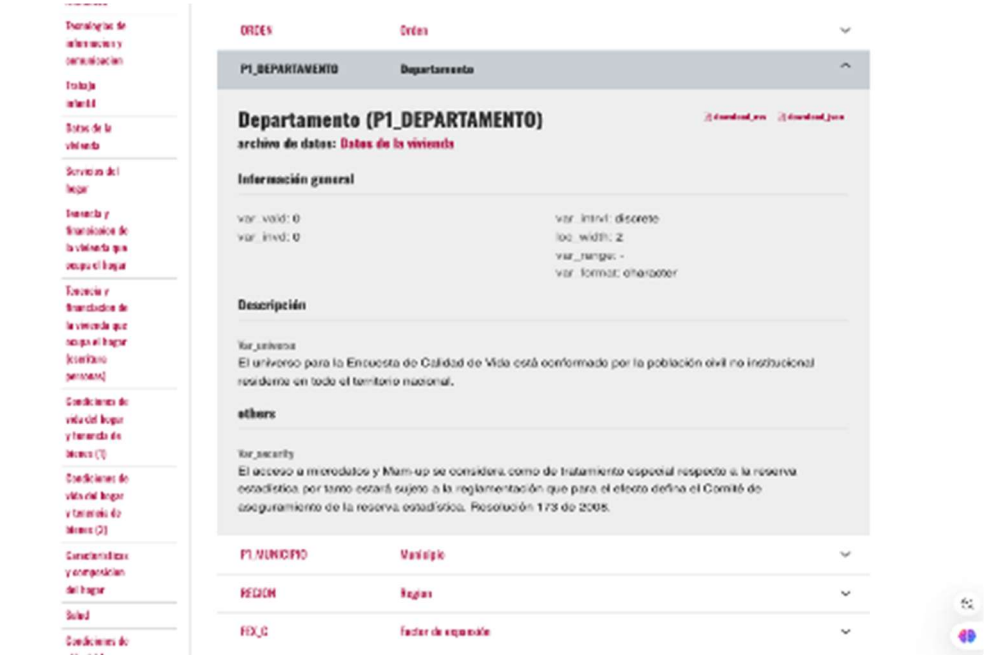 Tecnologías de
información y
comunicación
Trabajo
infantil
Datos de la
vivienda
Servicios del
hogar
Tenencia y
financiación de
la vivienda que
ocupa el hogar
Tenencia y
financiación de
la vivienda que
ocupa el hogar
(escritura
personas)
Condiciones de
vida del hogar
y tenencia de
bienes (1)
Condiciones de
vida del hogar
y tenencia de
bienes (2)
Características
y composición
del hogar
Salud
Condiciones de
ORDEN Orden
P1_DEPARTAMENTO Departamento
Departamento (P1_DEPARTAMENTO)
download_csv download_json
archivo de datos: Datos de la vivienda
Información general
var_valid: 0
var_invd: 0
var_intrvl: discrete
loc_width: 2
var_range: -
var_format: character
Descripción
Var_universe
El universo para la Encuesta de Calidad de Vida está conformado por la población civil no institucional
residente en todo el territorio nacional.
others
Var_security
El acceso a microdatos y Mam-up se considera como de tratamiento especial respecto a la reserva
estadística por tanto estará sujeto a la reglamentación que para el efecto defina el Comité de
aseguramiento de la reserva estadística. Resolución 173 de 2008.
P1_MUNICIPIO Municipio
REGION Region
FEX_C Factor de expansión